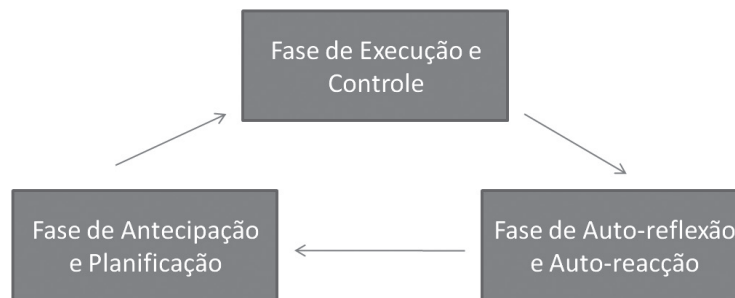 Fase de Execução e
Controle
Fase de Antecipação
e Planificação
Fase de Auto-reflexão
e Auto-reacção